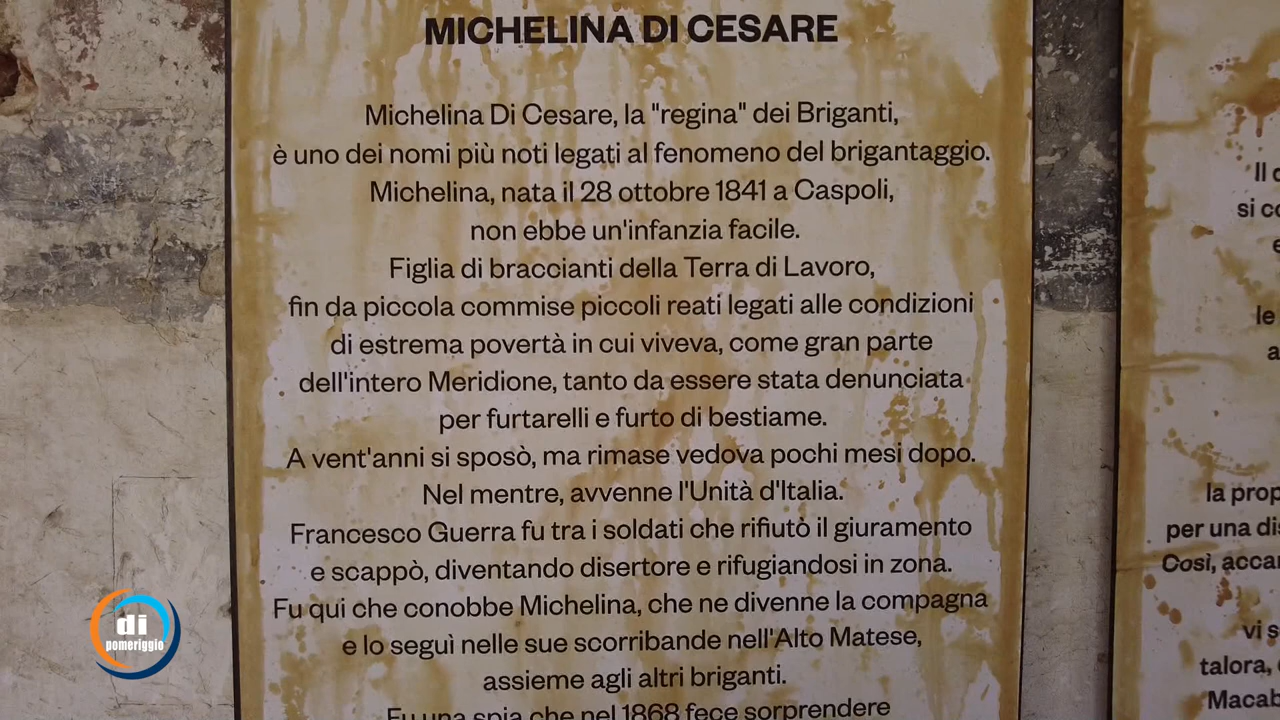 MICHELINA DI CESARE
Michelina Di Cesare, la "regina" dei Briganti,
è uno dei nomi più noti legati al fenomeno del brigantaggio.
Michelina, nata il 28 ottobre 1841 a Caspoli,
non ebbe un'infanzia facile.
Figlia di braccianti della Terra di Lavoro,
fin da piccola commise piccoli reati legati alle condizioni
di estrema povertà in cui viveva, come gran parte
dell'intero Meridione, tanto da essere stata denunciata
per furtarelli e furto di bestiame.
A vent'anni si sposò, ma rimase vedova pochi mesi dopo.
Nel mentre, avvenne l'Unità d'Italia.
Francesco Guerra fu tra i soldati che rifiutò il giuramento
e scappò, diventando disertore e rifugiandosi in zona.
Fu qui che conobbe Michelina, che ne divenne la compagna
e lo seguì nelle sue scorribande nell'Alto Matese,
assieme agli altri briganti.
Fu una spia che nel 1868 fece sorprendere
Il
si
le
la
per una
Così,
vi
talora,
di
pomeriggio